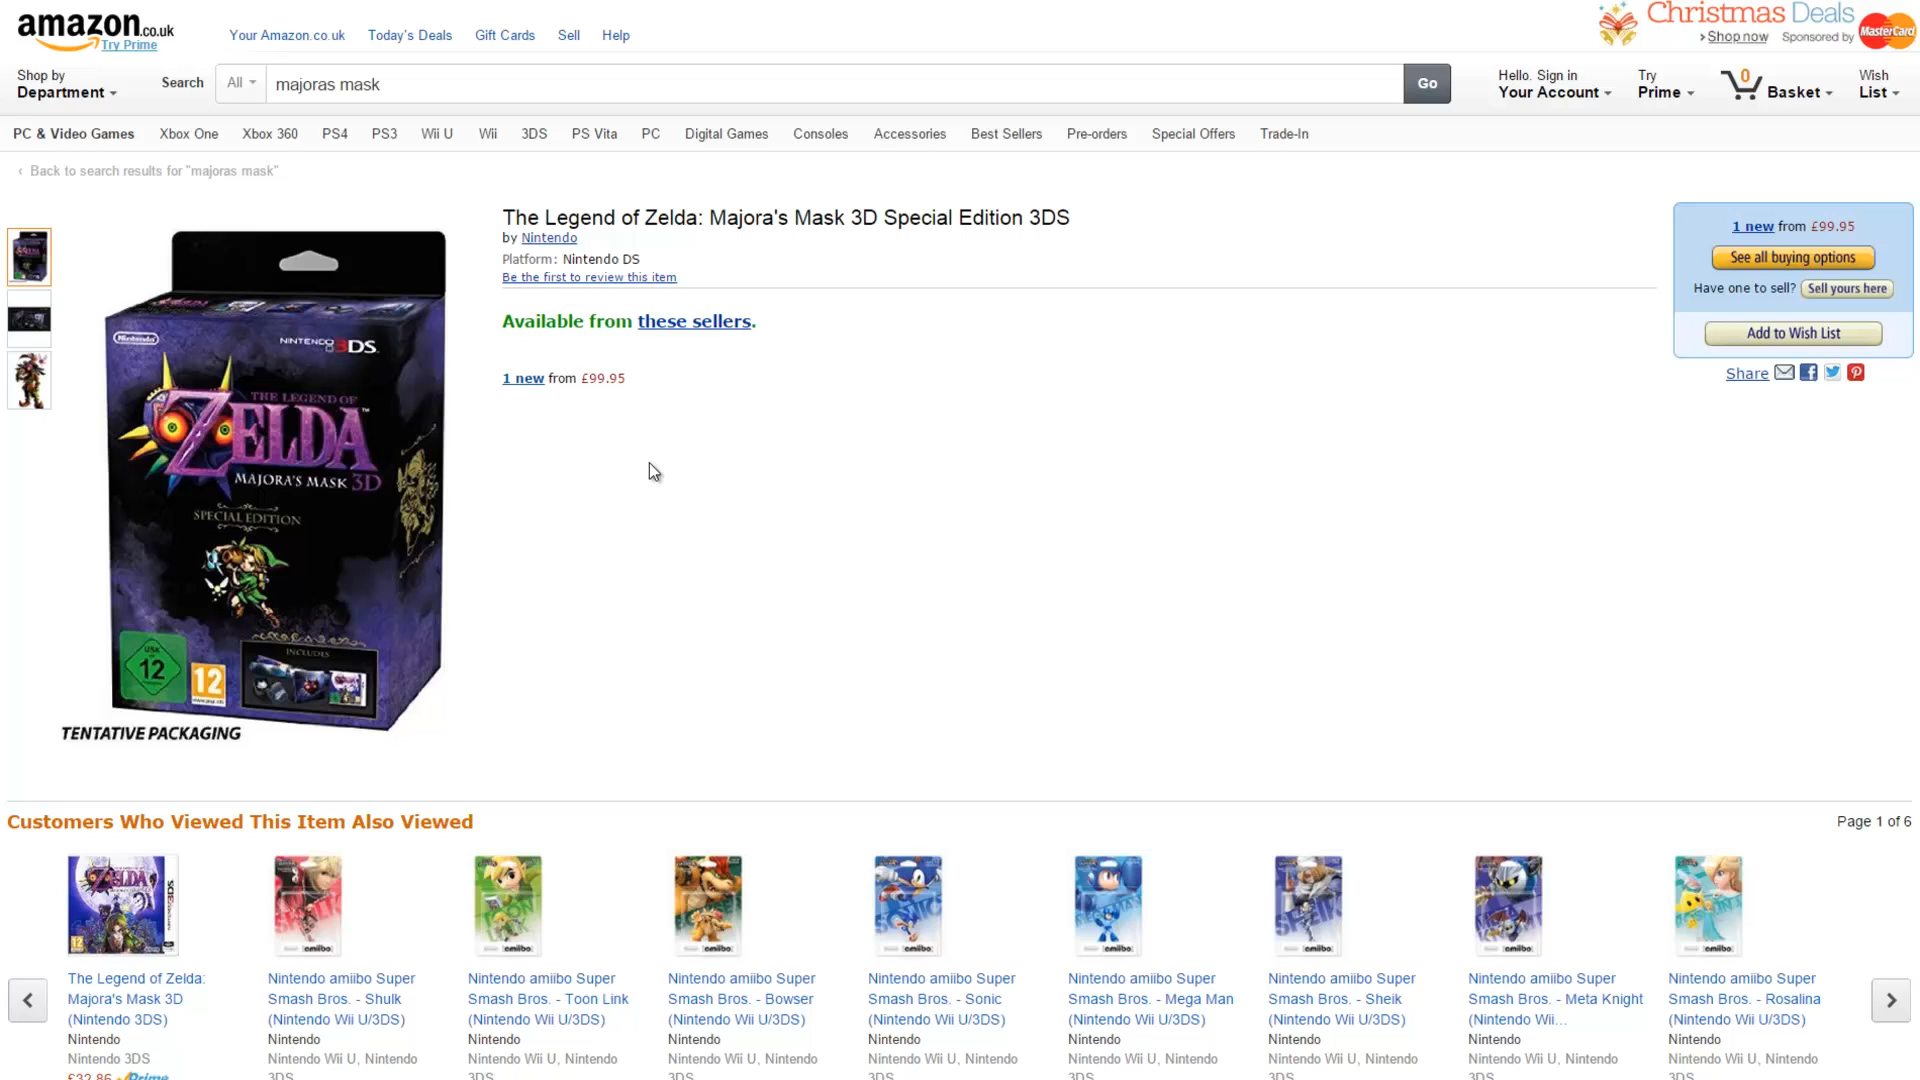 amazon.co.uk
Try Prime
Your Amazon.co.uk
Today's Deals
Gift Cards
Sell
Help
Christmas Deals
Shop now
Sponsored by
MasterCard
Shop by
Department
Search
All
majoras mask
Go
Hello. Sign in
Your Account
Try
Prime
0
Basket
Wish
List
PC & Video Games
Xbox One
Xbox 360
PS4
PS3
Wii U
Wii
3DS
PS Vita
PC
Digital Games
Consoles
Accessories
Best Sellers
Pre-orders
Special Offers
Trade-In
‹ Back to search results for "majoras mask"
The Legend of Zelda: Majora's Mask 3D Special Edition 3DS
by Nintendo
Platform: Nintendo DS
Be the first to review this item
Available from these sellers.
1 new from £99.95
1 new from £99.95
See all buying options
Have one to sell? Sell yours here
Add to Wish List
Share
Nintendo
NINTENDO 3DS
THE LEGEND OF
ZELDA
MAJORA'S MASK 3D
SPECIAL EDITION
USK
12
12
INCLUDES
TENTATIVE PACKAGING
Customers Who Viewed This Item Also Viewed
Page 1 of 6
The Legend of Zelda:
Majora's Mask 3D
(Nintendo 3DS)
Nintendo
Nintendo 3DS
£32.86 Prime
Nintendo amiibo Super
Smash Bros. - Shulk
(Nintendo Wii U/3DS)
Nintendo
Nintendo Wii U, Nintendo
3DS
Nintendo amiibo Super
Smash Bros. - Toon Link
(Nintendo Wii U/3DS)
Nintendo
Nintendo Wii U, Nintendo
3DS
Nintendo amiibo Super
Smash Bros. - Bowser
(Nintendo Wii U/3DS)
Nintendo
Nintendo Wii U, Nintendo
3DS
Nintendo amiibo Super
Smash Bros. - Sonic
(Nintendo Wii U/3DS)
Nintendo
Nintendo Wii U, Nintendo
3DS
Nintendo amiibo Super
Smash Bros. - Mega Man
(Nintendo Wii U/3DS)
Nintendo
Nintendo Wii U, Nintendo
3DS
Nintendo amiibo Super
Smash Bros. - Sheik
(Nintendo Wii U/3DS)
Nintendo
Nintendo Wii U, Nintendo
3DS
Nintendo amiibo Super
Smash Bros. - Meta Knight
(Nintendo Wii...
Nintendo
Nintendo Wii U, Nintendo
3DS
Nintendo amiibo Super
Smash Bros. - Rosalina
(Nintendo Wii U/3DS)
Nintendo
Nintendo Wii U, Nintendo
3DS